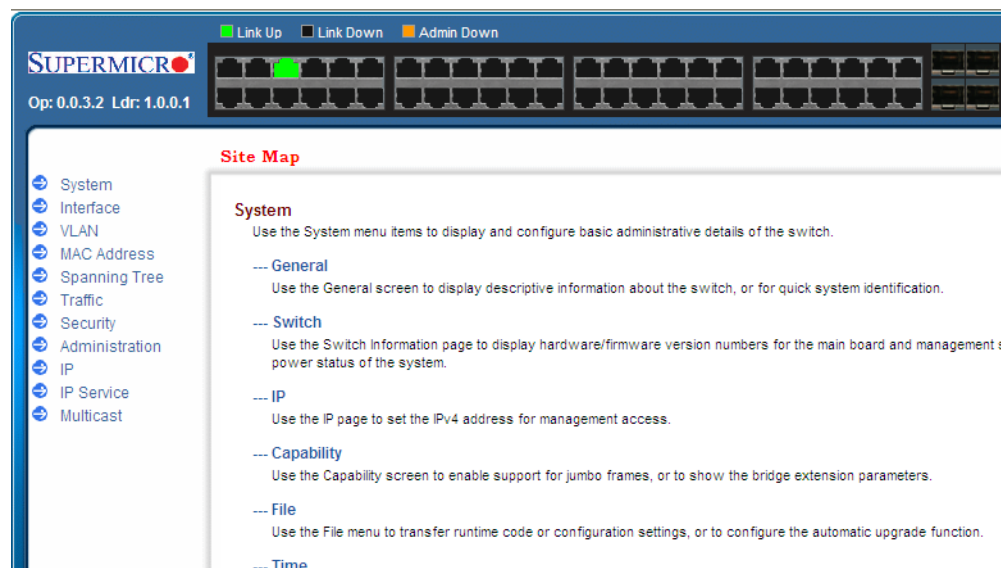 Link Up Link Down Admin Down
SUPERMICRO
Op: 0.0.3.2 Ldr: 1.0.0.1
Site Map
System
Interface
VLAN
MAC Address
Spanning Tree
Traffic
Security
Administration
IP
IP Service
Multicast
System
Use the System menu items to display and configure basic administrative details of the switch.
--- General
Use the General screen to display descriptive information about the switch, or for quick system identification.
--- Switch
Use the Switch Information page to display hardware/firmware version numbers for the main board and management
power status of the system.
--- IP
Use the IP page to set the IPv4 address for management access.
--- Capability
Use the Capability screen to enable support for jumbo frames, or to show the bridge extension parameters.
--- File
Use the File menu to transfer runtime code or configuration settings, or to configure the automatic upgrade function.
--- Time